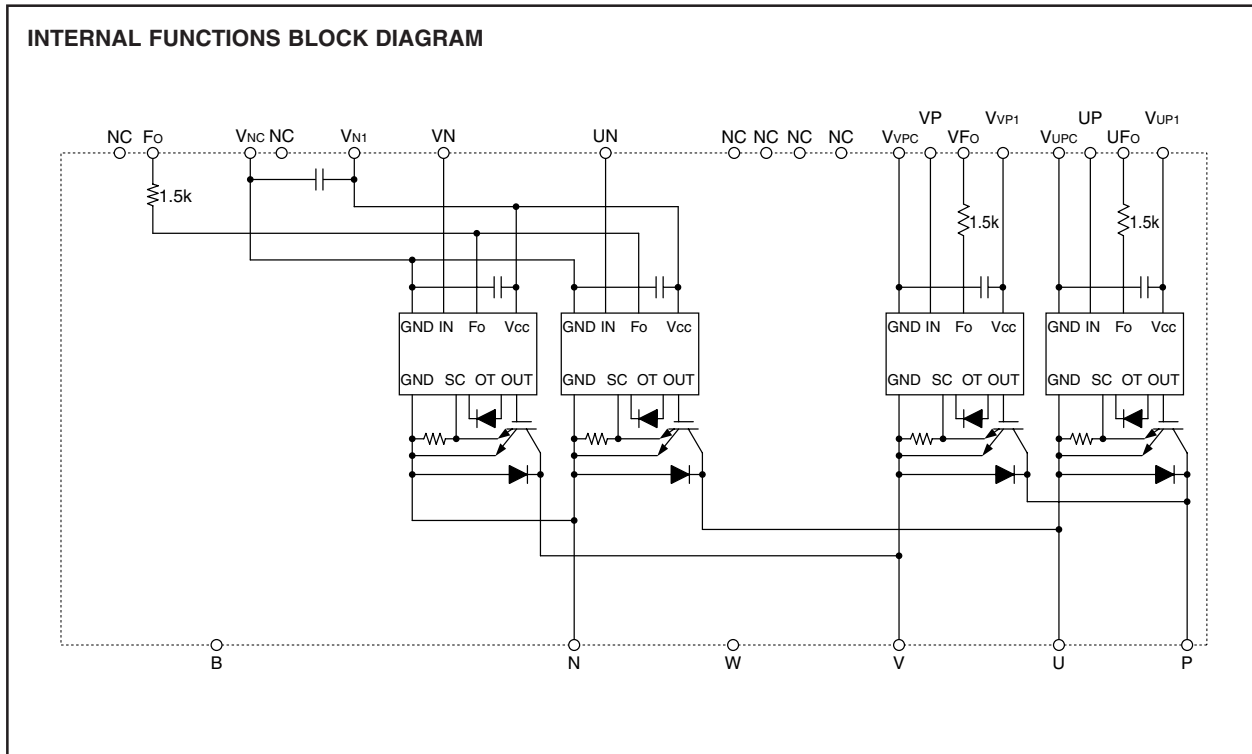 INTERNAL FUNCTIONS BLOCK DIAGRAM
NC FO VNC NC VN1 VN UN NC NC NC NC VVPC VP VFO VVP1 VUPC UP UFO VUP1
1.5k 1.5k 1.5k
GND IN Fo Vcc GND IN Fo Vcc GND IN Fo Vcc GND IN Fo Vcc
GND SC OT OUT GND SC OT OUT GND SC OT OUT GND SC OT OUT
B N W V U P